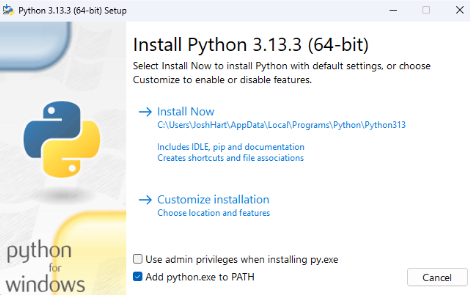 Python 3.13.3 (64-bit) Setup
Install Python 3.13.3 (64-bit)
Select Install Now to install Python with default settings, or choose
Customize to enable or disable features.
Install Now
C:\Users\JoshHart\AppData\Local\Programs\Python\Python313
Includes IDLE, pip and documentation
Creates shortcuts and file associations
Customize installation
Choose location and features
python
for
windows
Use admin privileges when installing py.exe
Add python.exe to PATH
Cancel